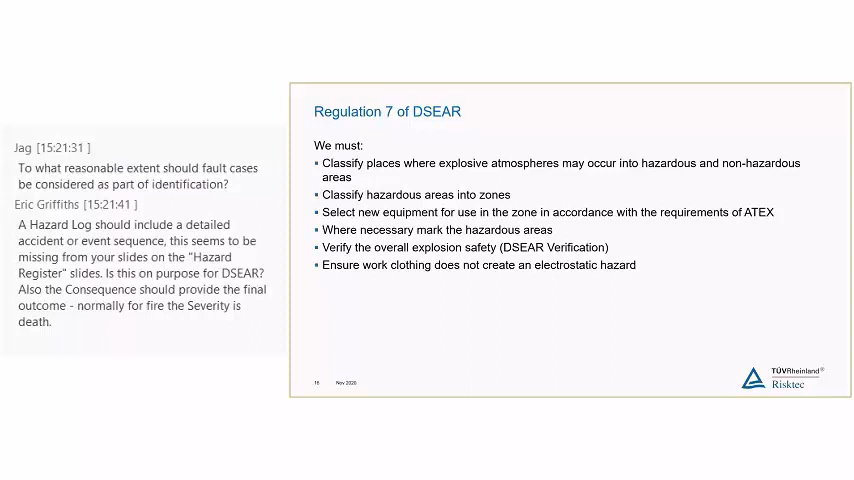 Jag [15:21:31 ]
To what reasonable extent should fault cases
be considered as part of identification?
Eric Griffiths [15:21:41 ]
A Hazard Log should include a detailed
accident or event sequence, this seems to be
missing from your slides on the "Hazard
Register" slides. Is this on purpose for DSEAR?
Also the Consequence should provide the final
outcome - normally for fire the Severity is
death.
Regulation 7 of DSEAR
We must:
▪ Classify places where explosive atmospheres may occur into hazardous and non-hazardous
areas
▪ Classify hazardous areas into zones
▪ Select new equipment for use in the zone in accordance with the requirements of ATEX
▪ Where necessary mark the hazardous areas
▪ Verify the overall explosion safety (DSEAR Verification)
▪ Ensure work clothing does not create an electrostatic hazard
Nov 2020
TÜVRheinland®
Risktec